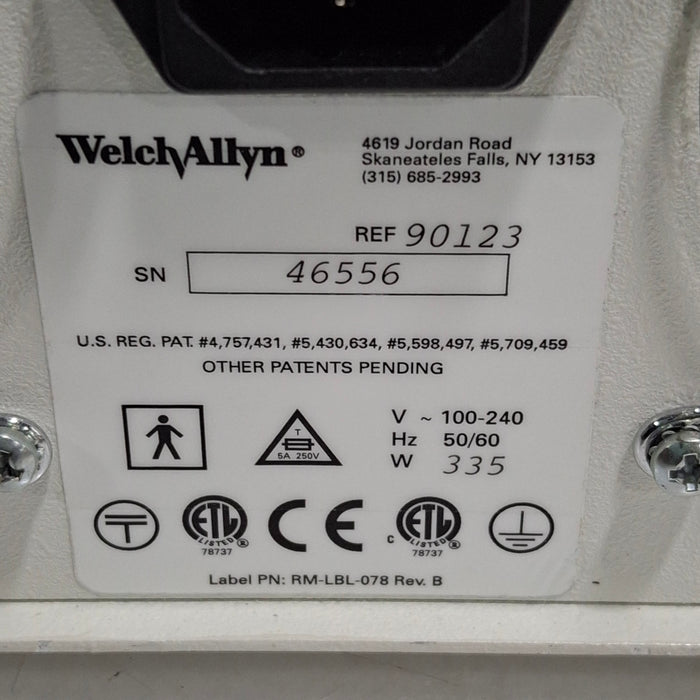 WelchAllyn®
4619 Jordan Road
Skaneateles Falls, NY 13153
(315) 685-2993
REF 90123
SN 46556
U.S. REG. PAT. #4,757,431, #5,430,634, #5,598,497, #5,709,459
OTHER PATENTS PENDING
T
5A 250V
V ~ 100-240
Hz 50/60
W 335
ETL LISTED 78737
CE
c ETL LISTED 78737
Label PN: RM-LBL-078 Rev. B